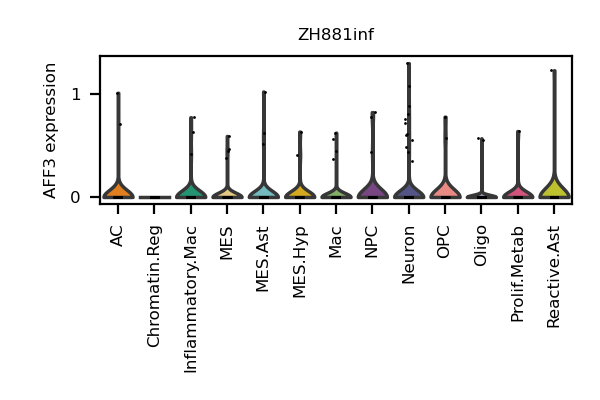 ZH881inf
AFF3 expression
1
0
AC
Chromatin.Reg
Inflammatory.Mac
MES
MES.Ast
MES.Hyp
Mac
NPC
Neuron
OPC
Oligo
Prolif.Metab
Reactive.Ast